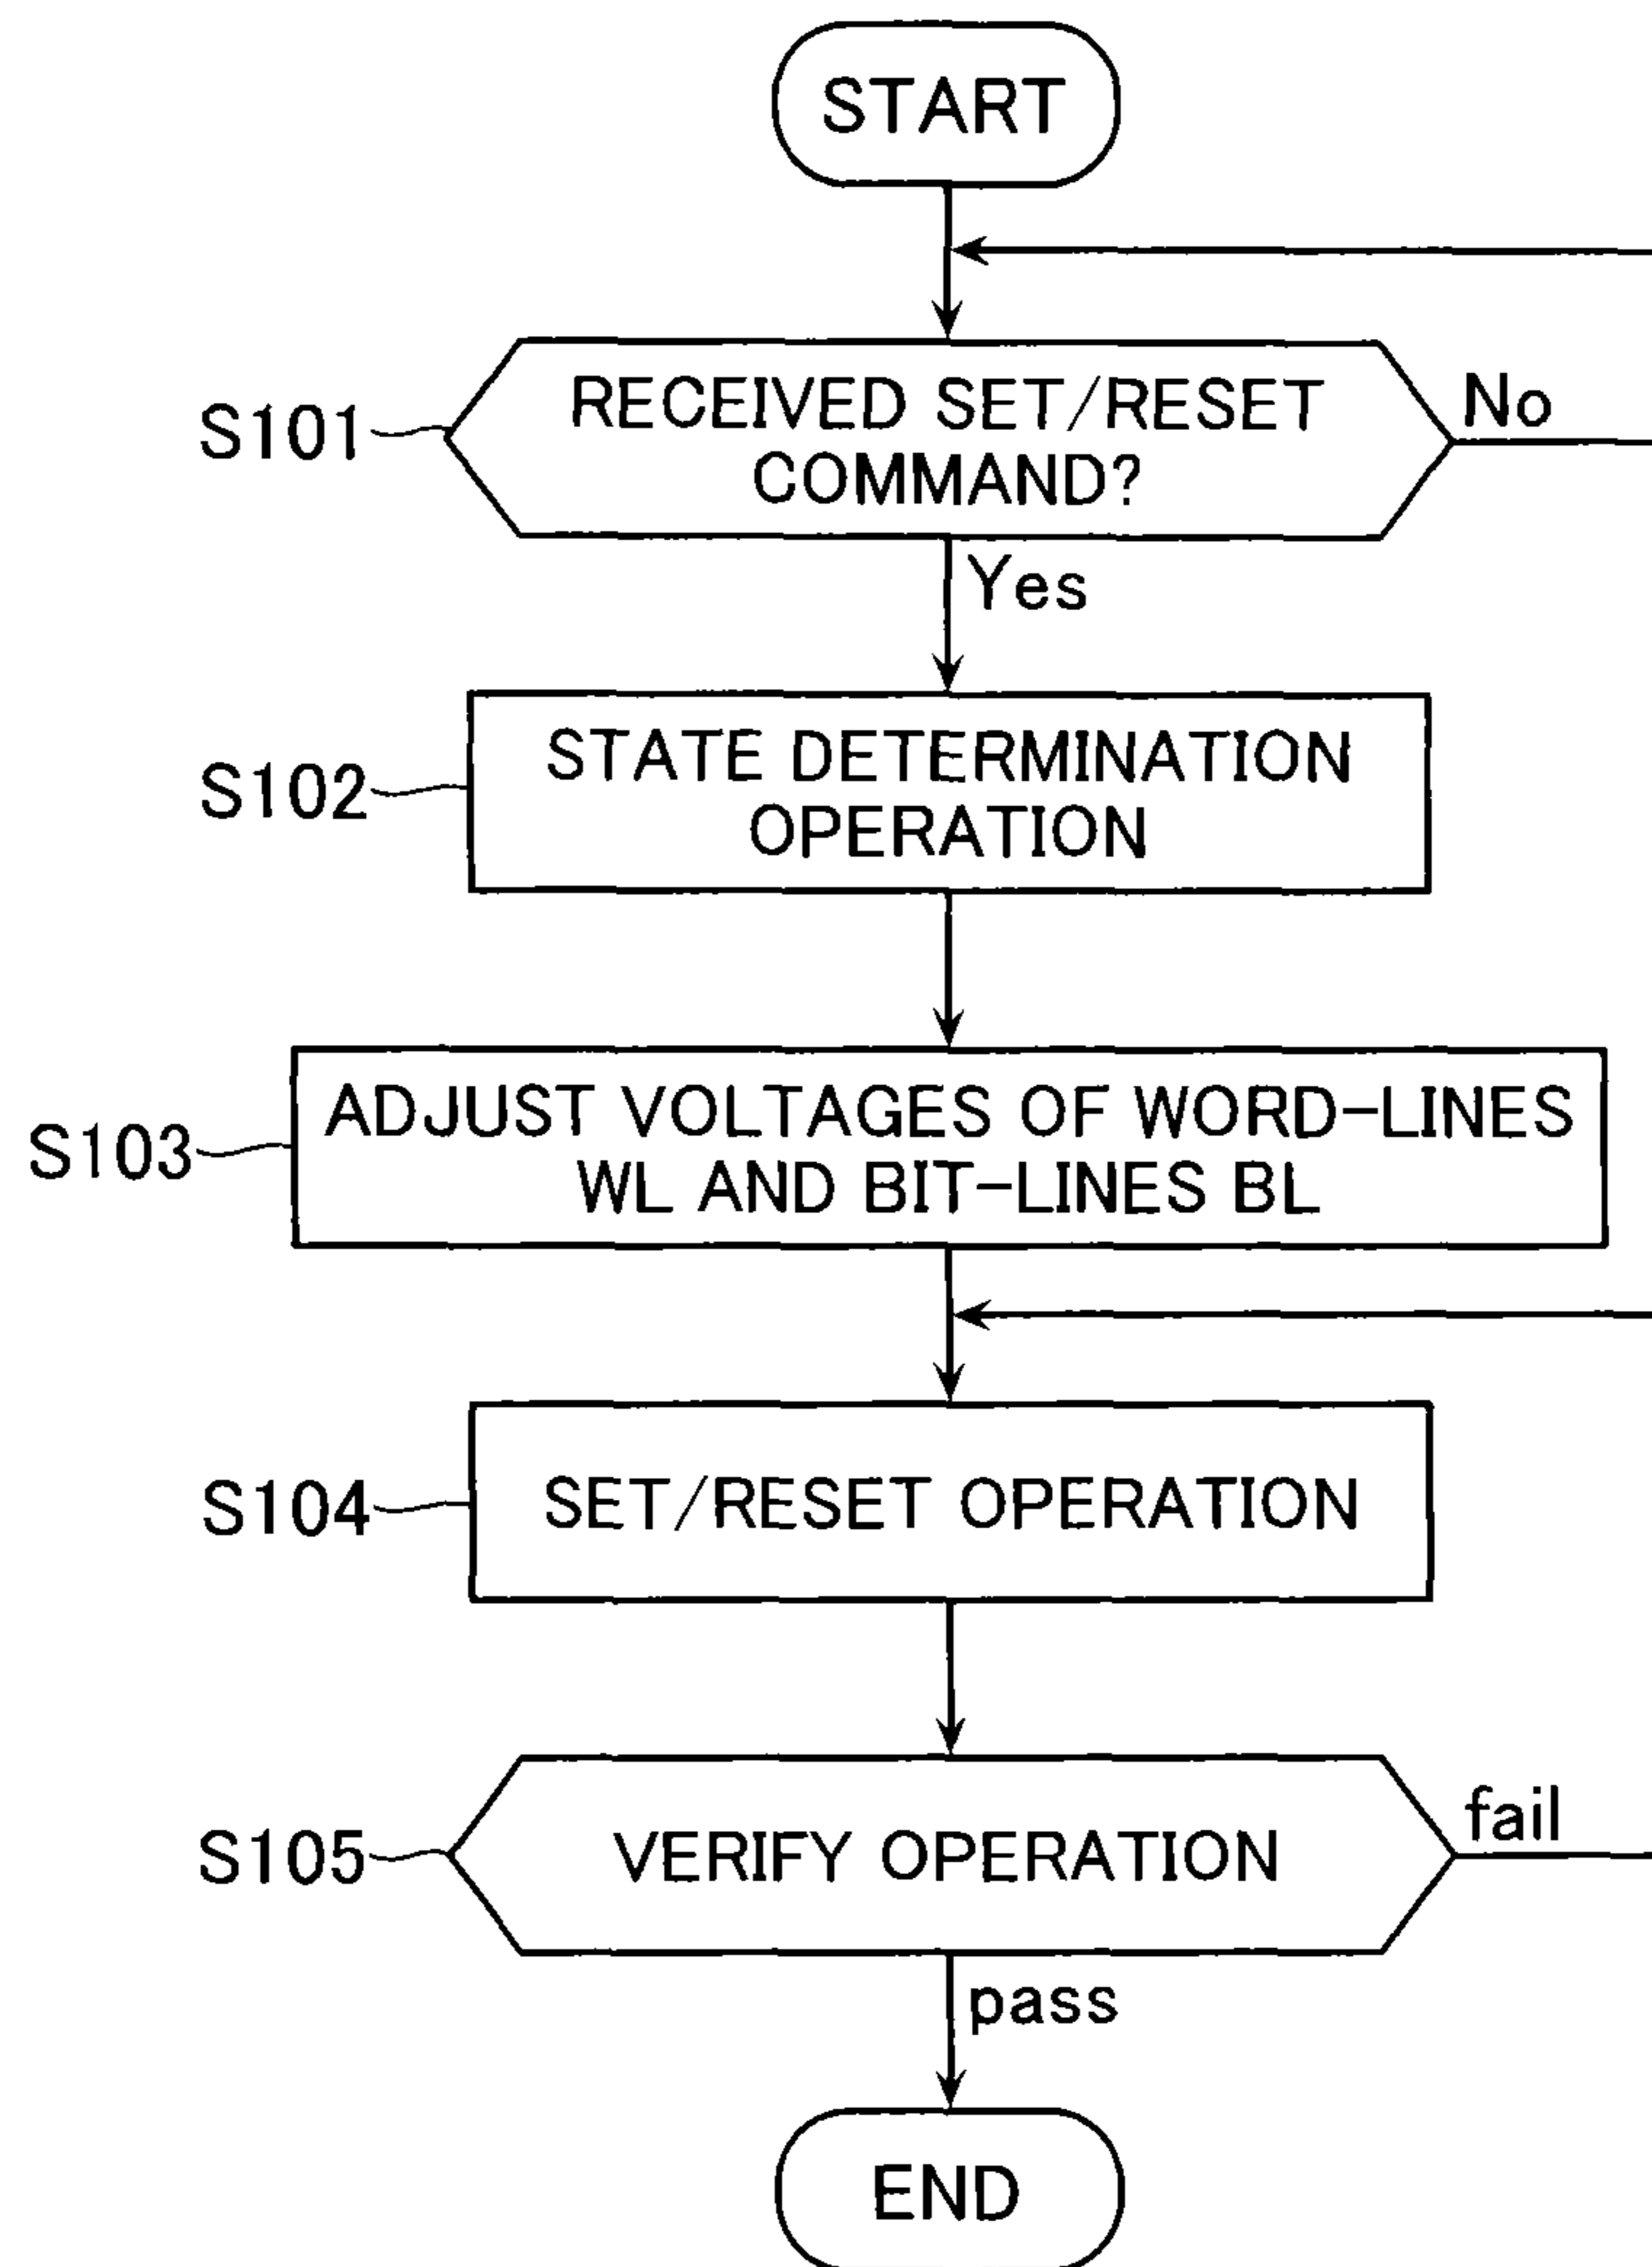 START
S101
RECEIVED SET/RESET
COMMAND?
No
Yes
S102
STATE DETERMINATION
OPERATION
S103
ADJUST VOLTAGES OF WORD-LINES
WL AND BIT-LINES BL
S104
SET/RESET OPERATION
S105
VERIFY OPERATION
fail
pass
END